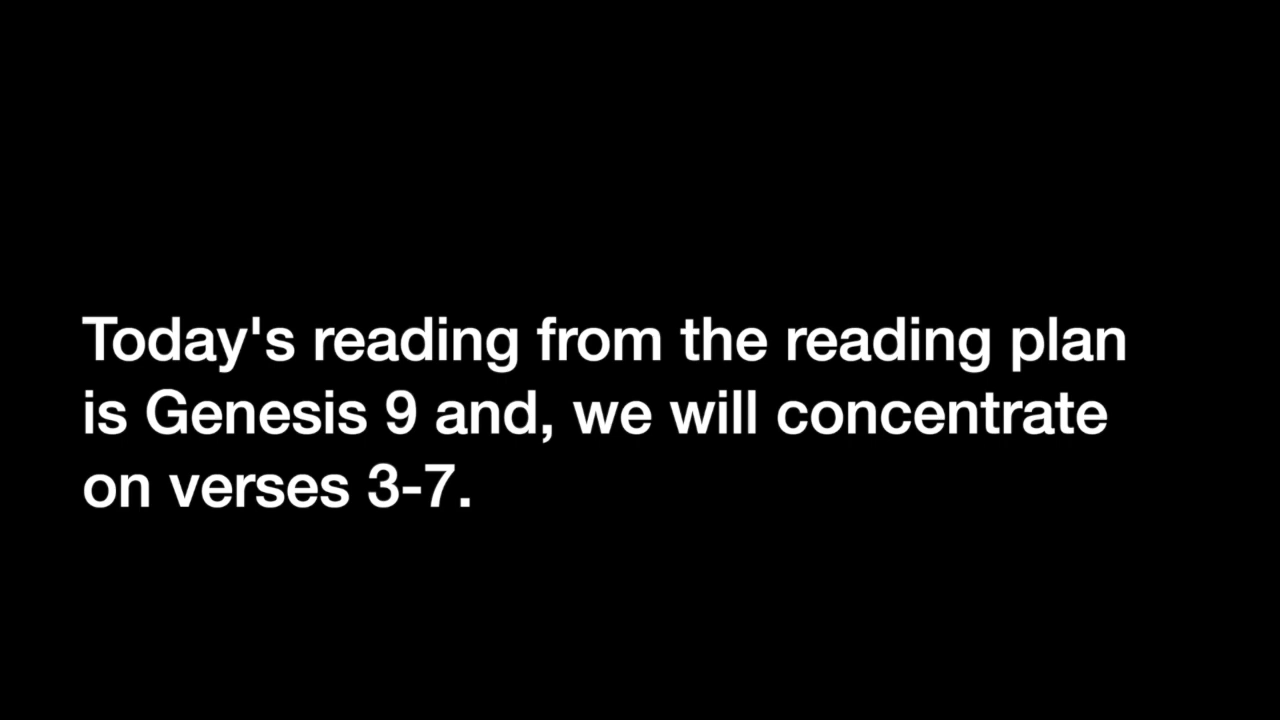 Today's reading from the reading plan
is Genesis 9 and, we will concentrate
on verses 3-7.